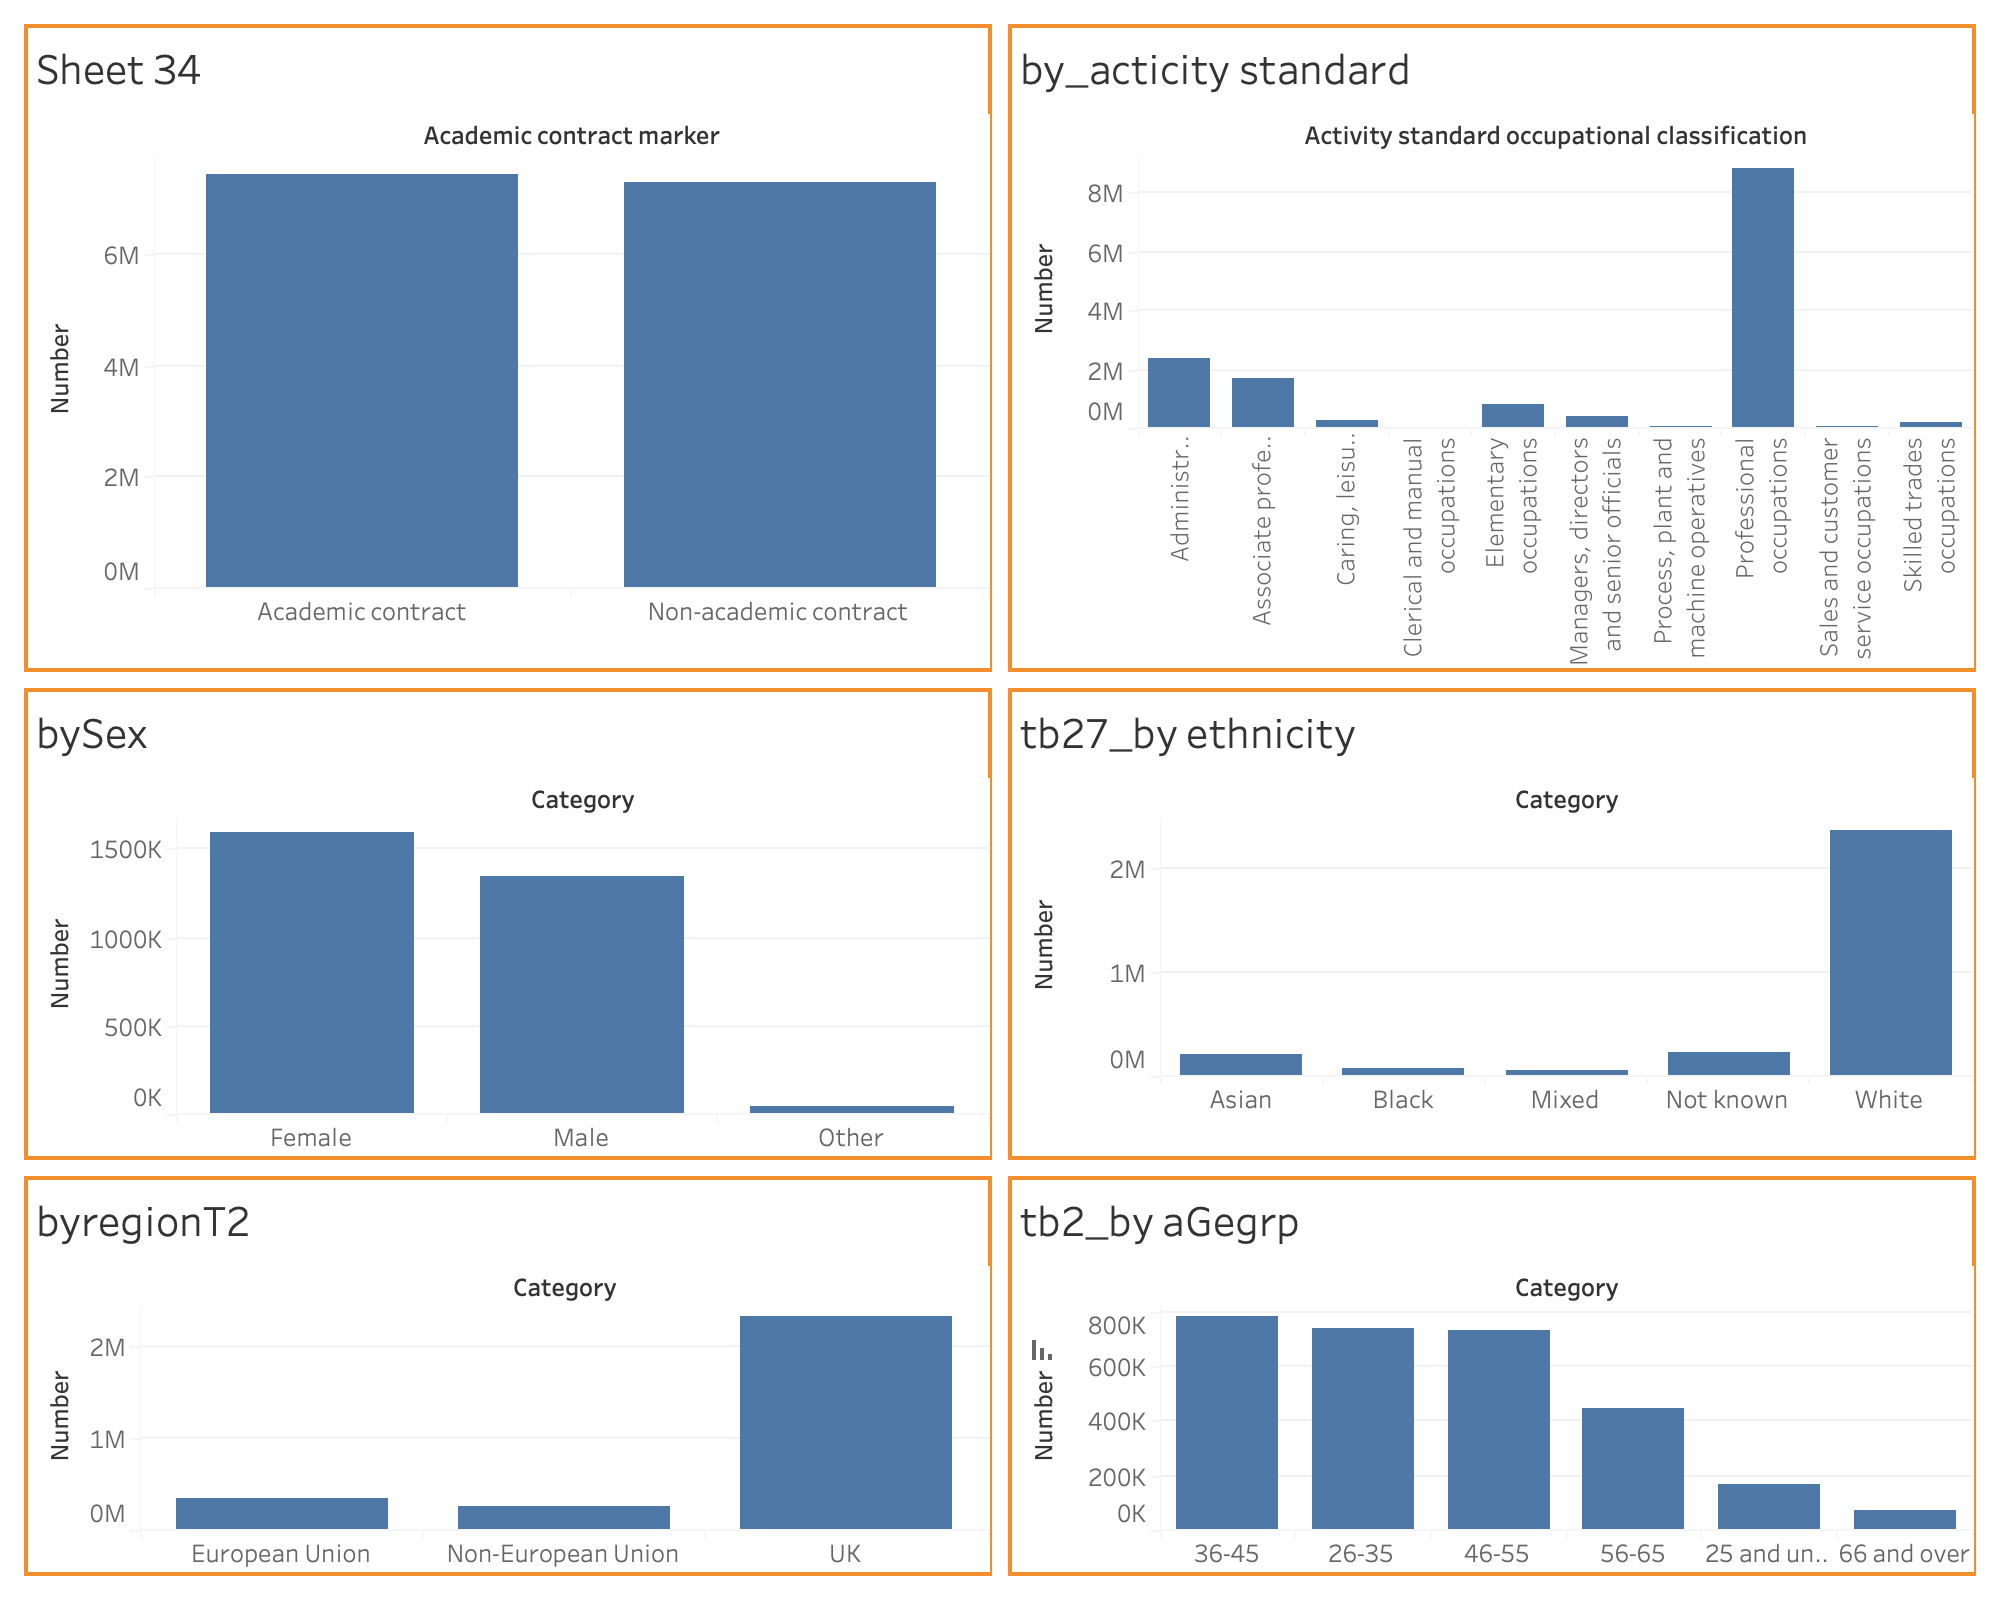 Sheet 34
Academic contract marker
Number
6M
4M
2M
0M
Academic contract
Non-academic contract
by_acticity standard
Activity standard occupational classification
Number
8M
6M
4M
2M
0M
Administr..
Associate profe..
Caring, leisu..
Clerical and manual
occupations
Elementary
occupations
Managers, directors
and senior officials
Process, plant and
machine operatives
Professional
occupations
Sales and customer
service occupations
Skilled trades
occupations
bySex
Category
Number
1500K
1000K
500K
0K
Female
Male
Other
tb27_by ethnicity
Category
Number
2M
1M
0M
Asian
Black
Mixed
Not known
White
byregionT2
Category
Number
2M
1M
0M
European Union
Non-European Union
UK
tb2_by aGegrp
Category
Number
800K
600K
400K
200K
0K
36-45
26-35
46-55
56-65
25 and un..
66 and over